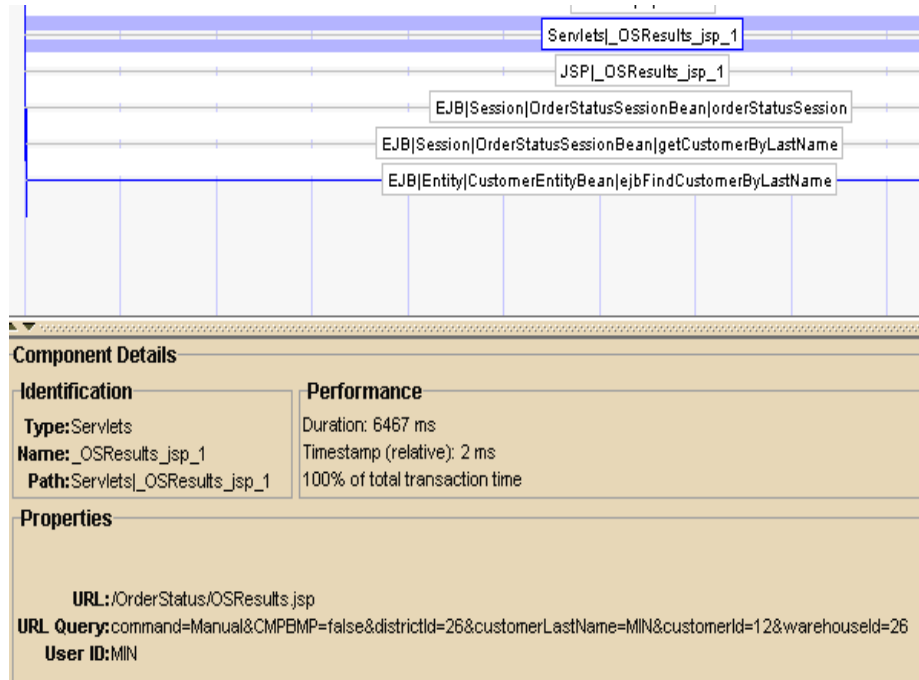 Servlets|_OSResults_jsp_1
JSP|_OSResults_jsp_1
EJB|Session|OrderStatusSessionBean|orderStatusSession
EJB|Session|OrderStatusSessionBean|getCustomerByLastName
EJB|Entity|CustomerEntityBean|ejbFindCustomerByLastName
Component Details
Identification
Type:Servlets
Name:_OSResults_jsp_1
Path:Servlets|_OSResults_jsp_1
Performance
Duration: 6467 ms
Timestamp (relative): 2 ms
100% of total transaction time
Properties
URL:/OrderStatus/OSResults.jsp
URL Query:command=Manual&CMPBMP=false&districtId=26&customerLastName=MIN&customerId=12&warehouseId=26
User ID:MIN